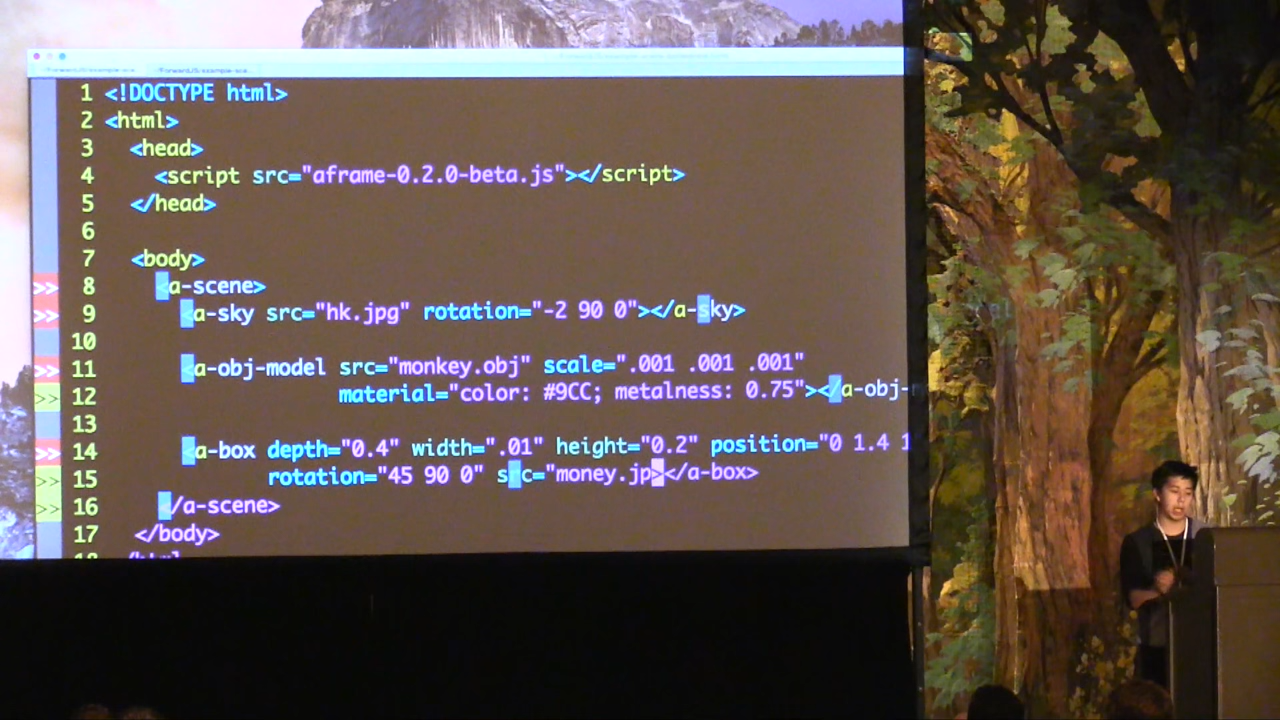 1 <!DOCTYPE html>
2 <html>
3 <head>
4 <script src="aframe-0.2.0-beta.js"></script>
5 </head>
6
7 <body>
>> 8 <a-scene>
>> 9 <a-sky src="hk.jpg" rotation="-2 90 0"></a-sky>
10
>> 11 <a-obj-model src="monkey.obj" scale=".001 .001 .001"
>> 12 material="color: #9CC; metalness: 0.75"></a-obj-
13
>> 14 <a-box depth="0.4" width=".01" height="0.2" position="0 1.4 1
>> 15 rotation="45 90 0" src="money.jp></a-box>
>> 16 </a-scene>
17 </body>